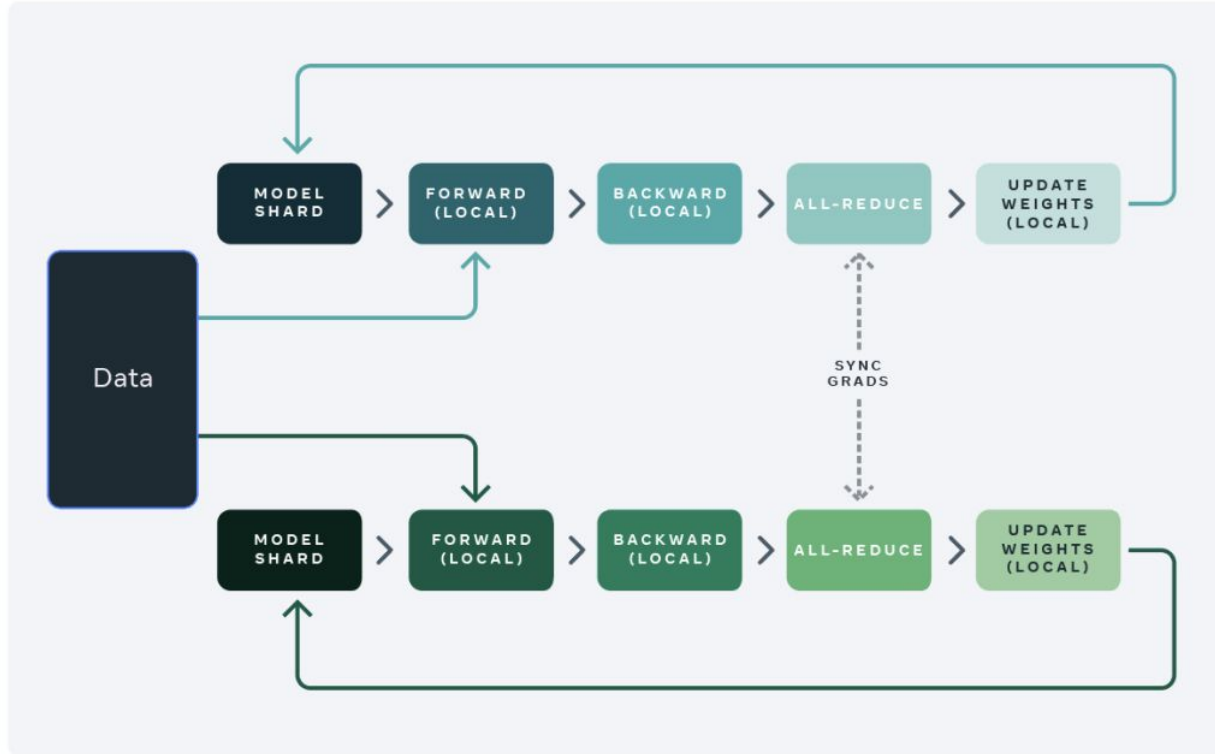 MODEL
SHARD
FORWARD
(LOCAL)
BACKWARD
(LOCAL)
ALL-REDUCE
UPDATE
WEIGHTS
(LOCAL)
Data
SYNC
GRADS
MODEL
SHARD
FORWARD
(LOCAL)
BACKWARD
(LOCAL)
ALL-REDUCE
UPDATE
WEIGHTS
(LOCAL)